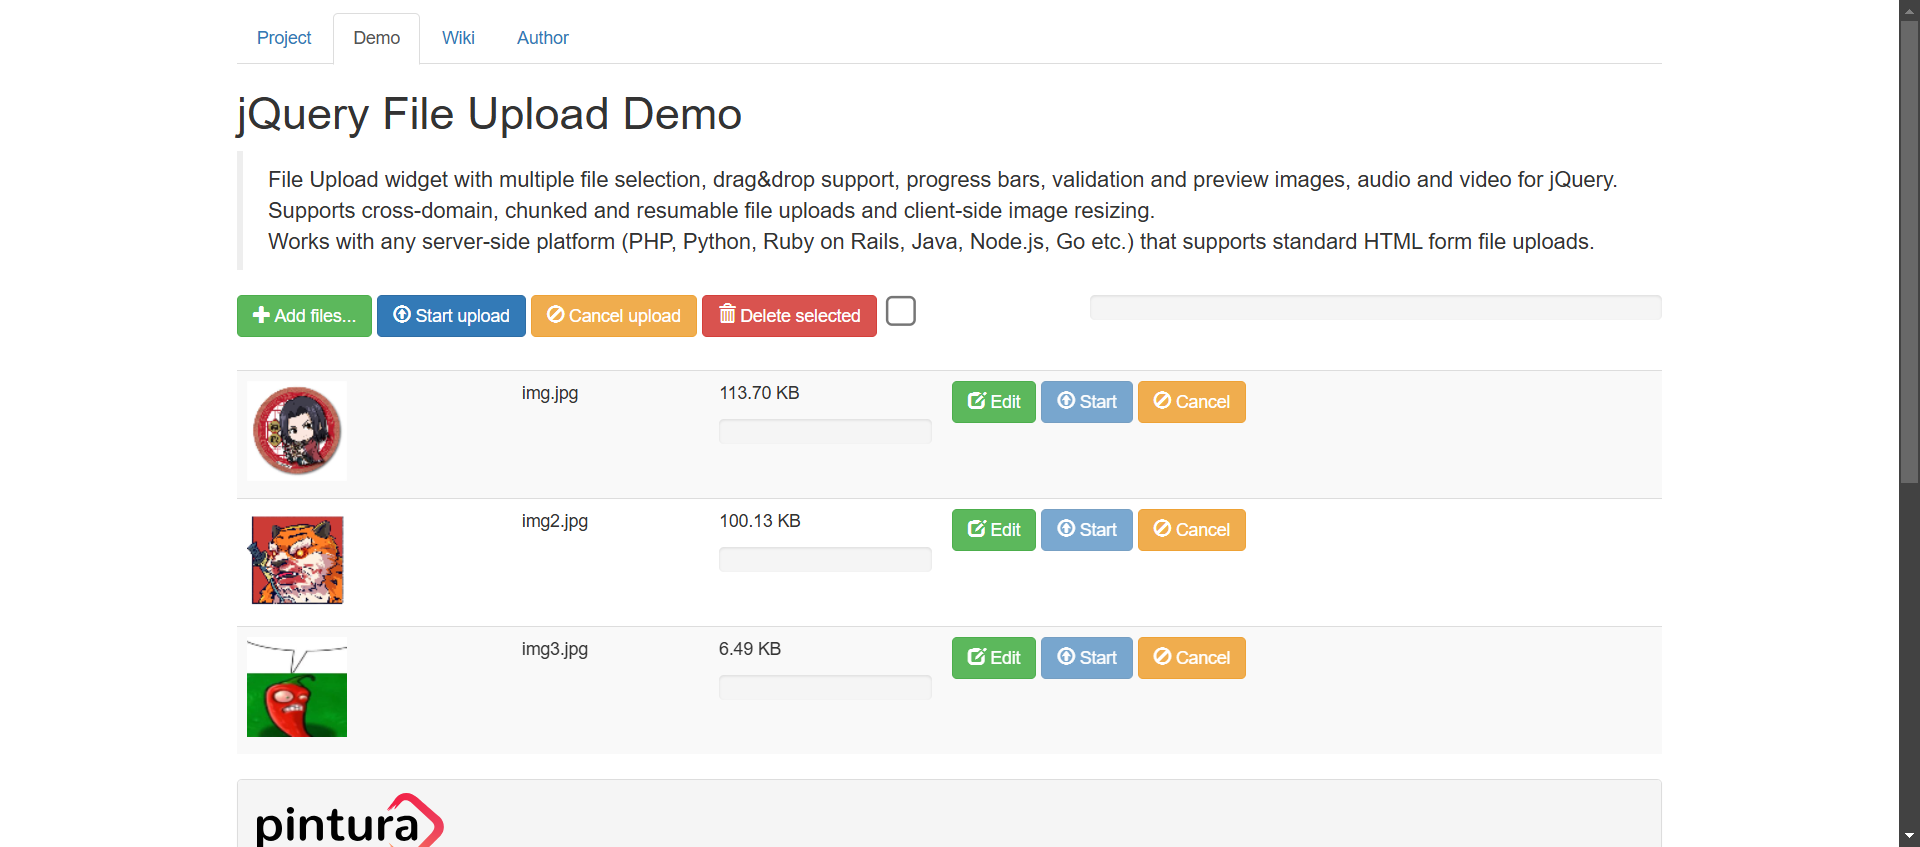 Project Demo Wiki Author
jQuery File Upload Demo
File Upload widget with multiple file selection, drag&drop support, progress bars, validation and preview images, audio and video for jQuery.
Supports cross-domain, chunked and resumable file uploads and client-side image resizing.
Works with any server-side platform (PHP, Python, Ruby on Rails, Java, Node.js, Go etc.) that supports standard HTML form file uploads.
Add files... Start upload Cancel upload Delete selected
img.jpg 113.70 KB Edit Start Cancel
img2.jpg 100.13 KB Edit Start Cancel
img3.jpg 6.49 KB Edit Start Cancel
pintura